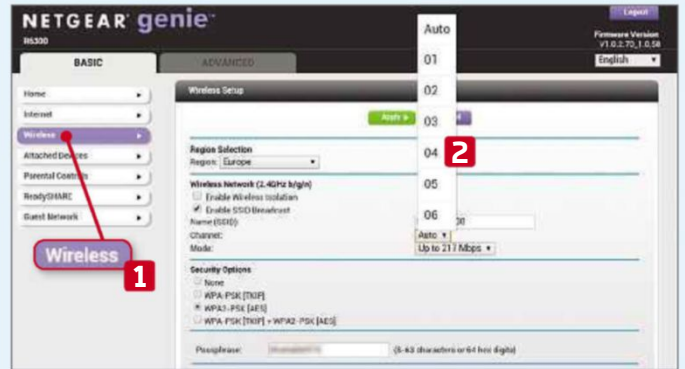 NETGEAR genie
R6300
Logout
Firmware Version
V1.0.2.70_1.0.50
English
BASIC
ADVANCED
Home
Internet
Wireless
Attached Devices
Parental Controls
ReadySHARE
Guest Network
Wireless
1
Wireless Setup
Apply
Region Selection
Region: Europe
Wireless Network (2.4GHz b/g/n)
Enable Wireless Isolation
Enable SSID Broadcast
Name (SSID):
Channel: Auto
Mode: Up to 217 Mbps
Auto
01
02
03
04
05
06
2
Security Options
None
WPA-PSK [TKIP]
WPA2-PSK [AES]
WPA-PSK [TKIP] + WPA2-PSK [AES]
Passphrase: (8-63 characters or 64 hex digits)